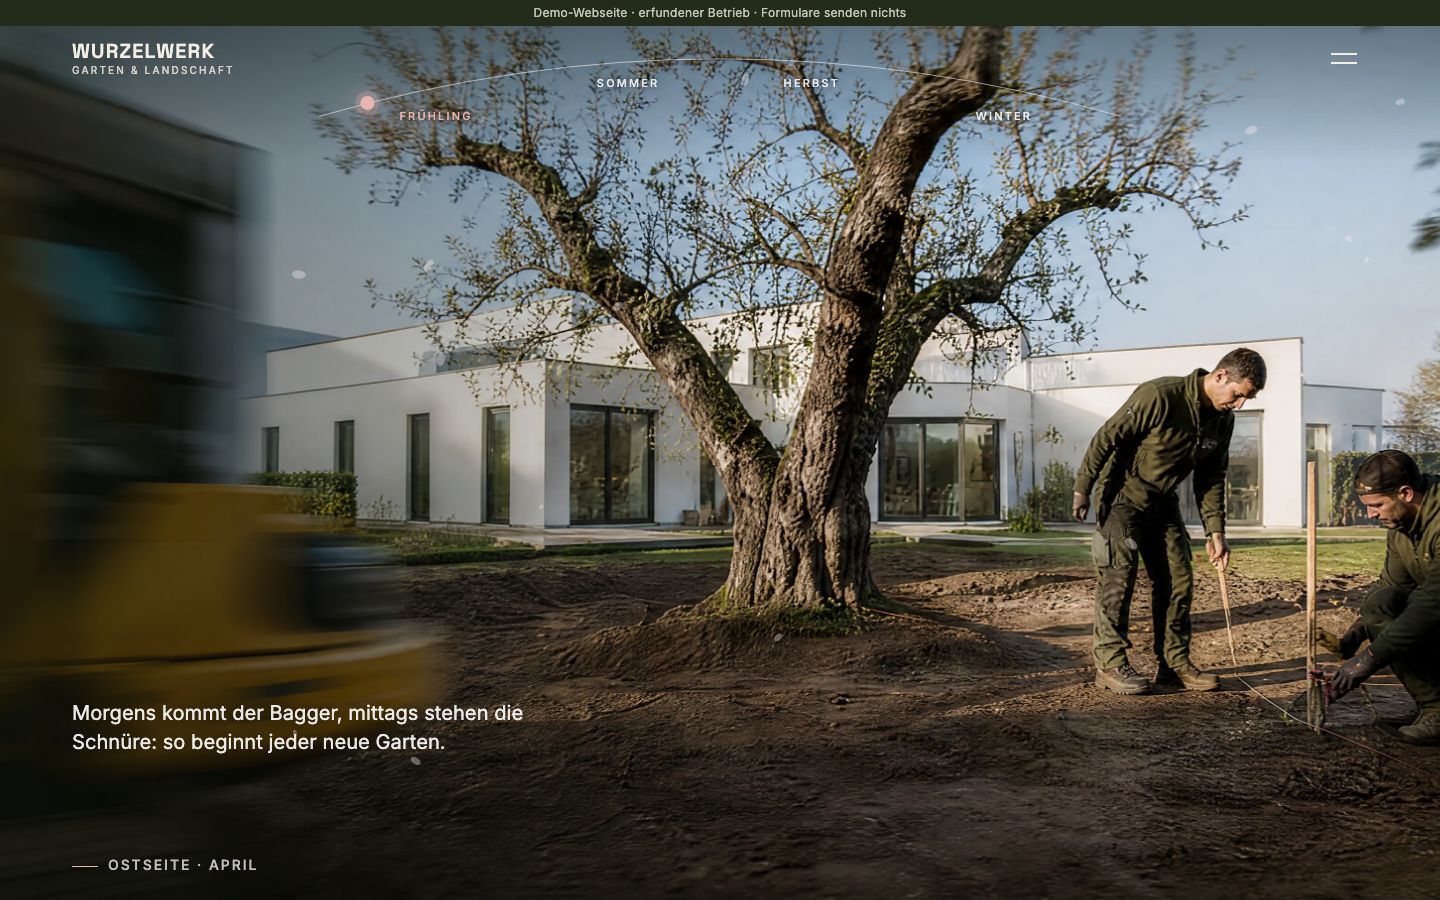 Demo-Webseite · erfundener Betrieb · Formulare senden nichts
WURZELWERK
GARTEN & LANDSCHAFT
SOMMER
HERBST
FRÜHLING
WINTER
Morgens kommt der Bagger, mittags stehen die
Schnüre: so beginnt jeder neue Garten.
OSTSEITE · APRIL